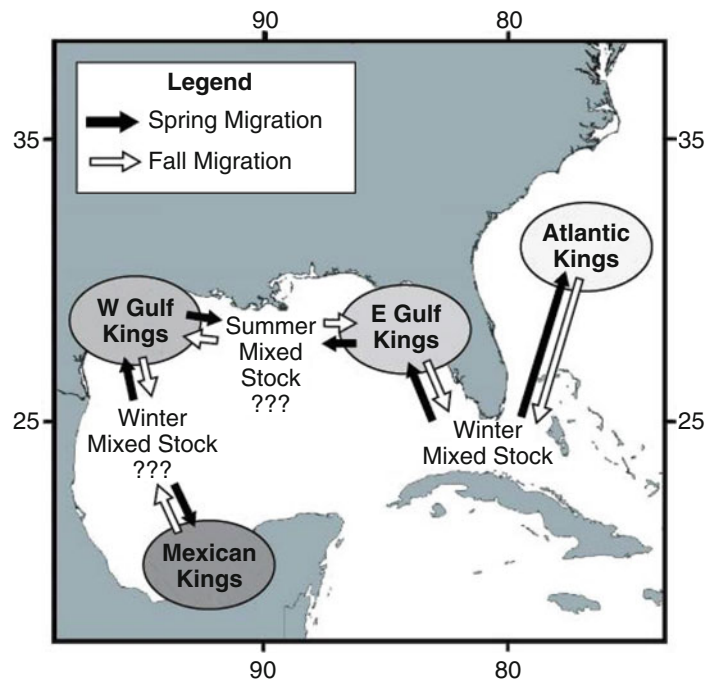 90
80
Legend
Spring Migration
Fall Migration
35
35
Atlantic
Kings
W Gulf
Kings
E Gulf
Kings
Summer
Mixed
Stock
???
25
25
Winter
Mixed Stock
???
Winter
Mixed Stock
Mexican
Kings
90
80